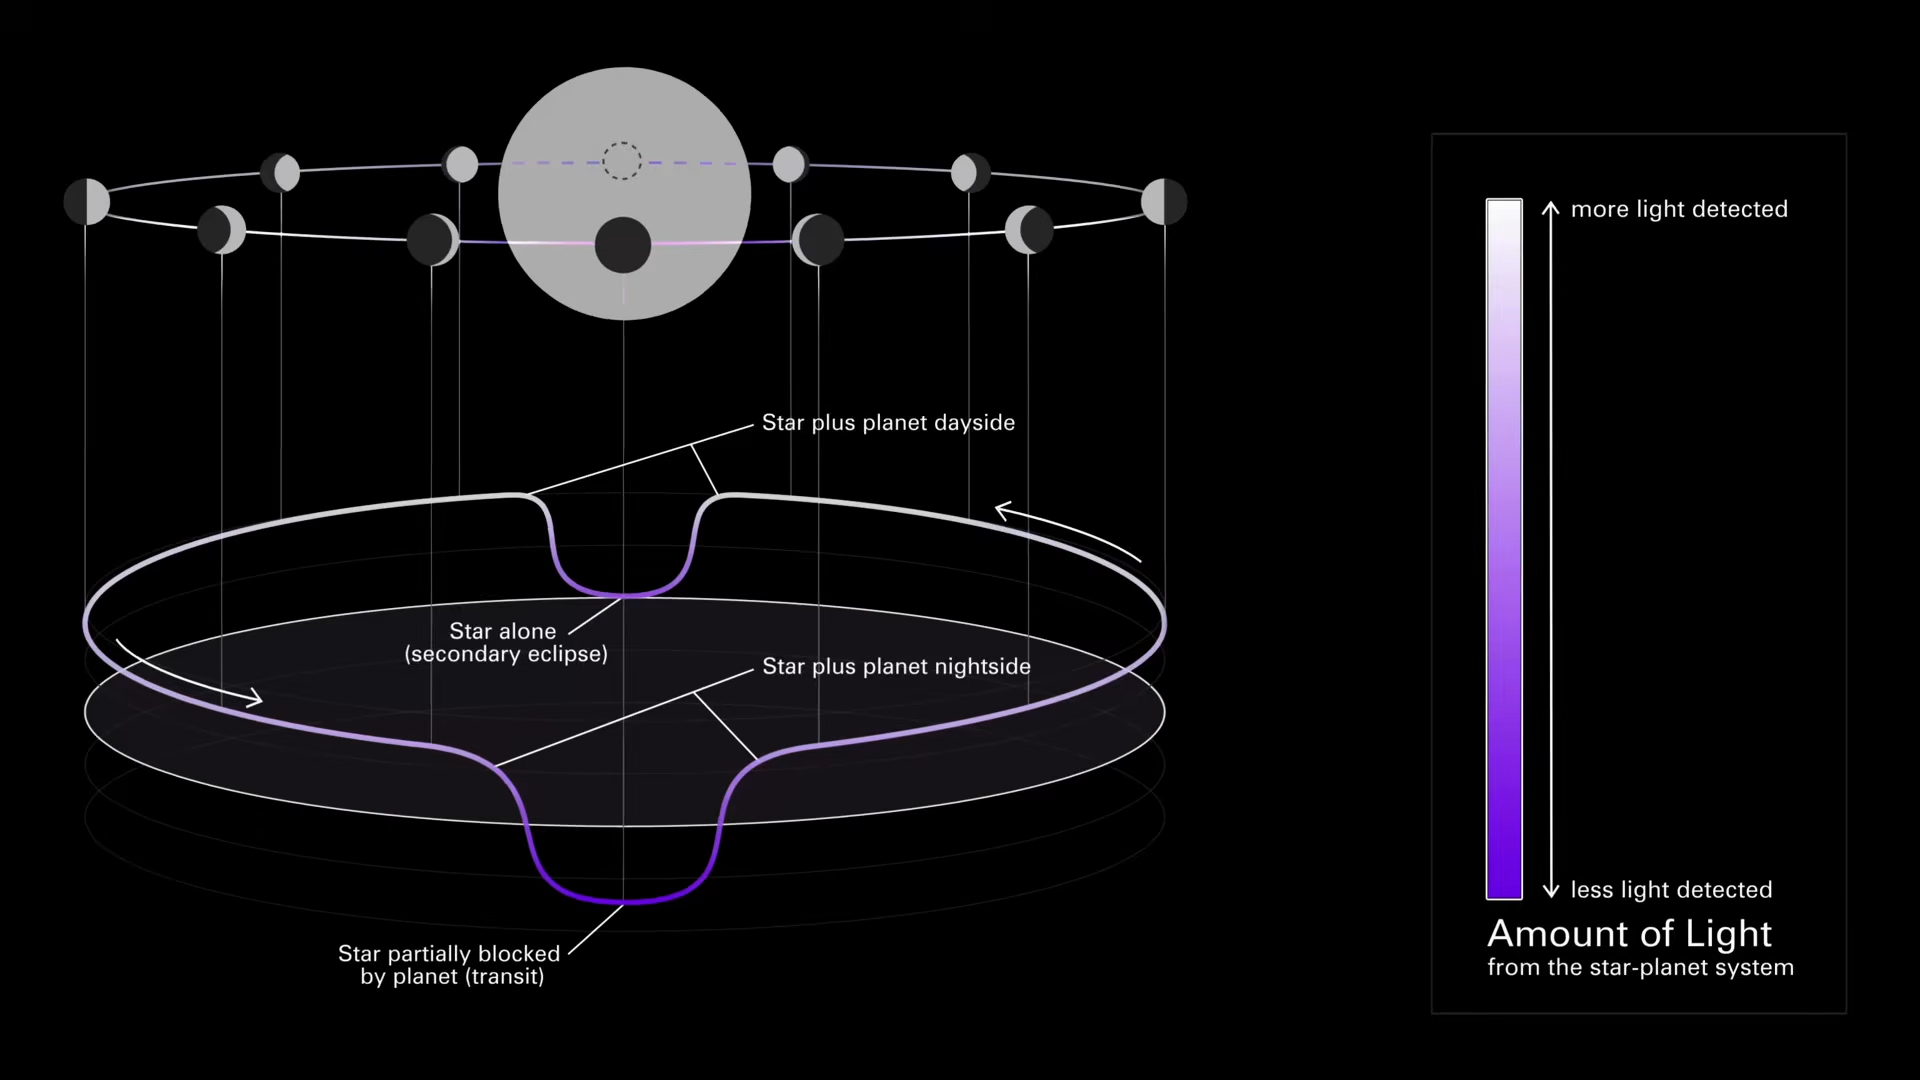 Star plus planet dayside
Star alone
(secondary eclipse)
Star plus planet nightside
Star partially blocked
by planet (transit)
more light detected
less light detected
Amount of Light
from the star-planet system